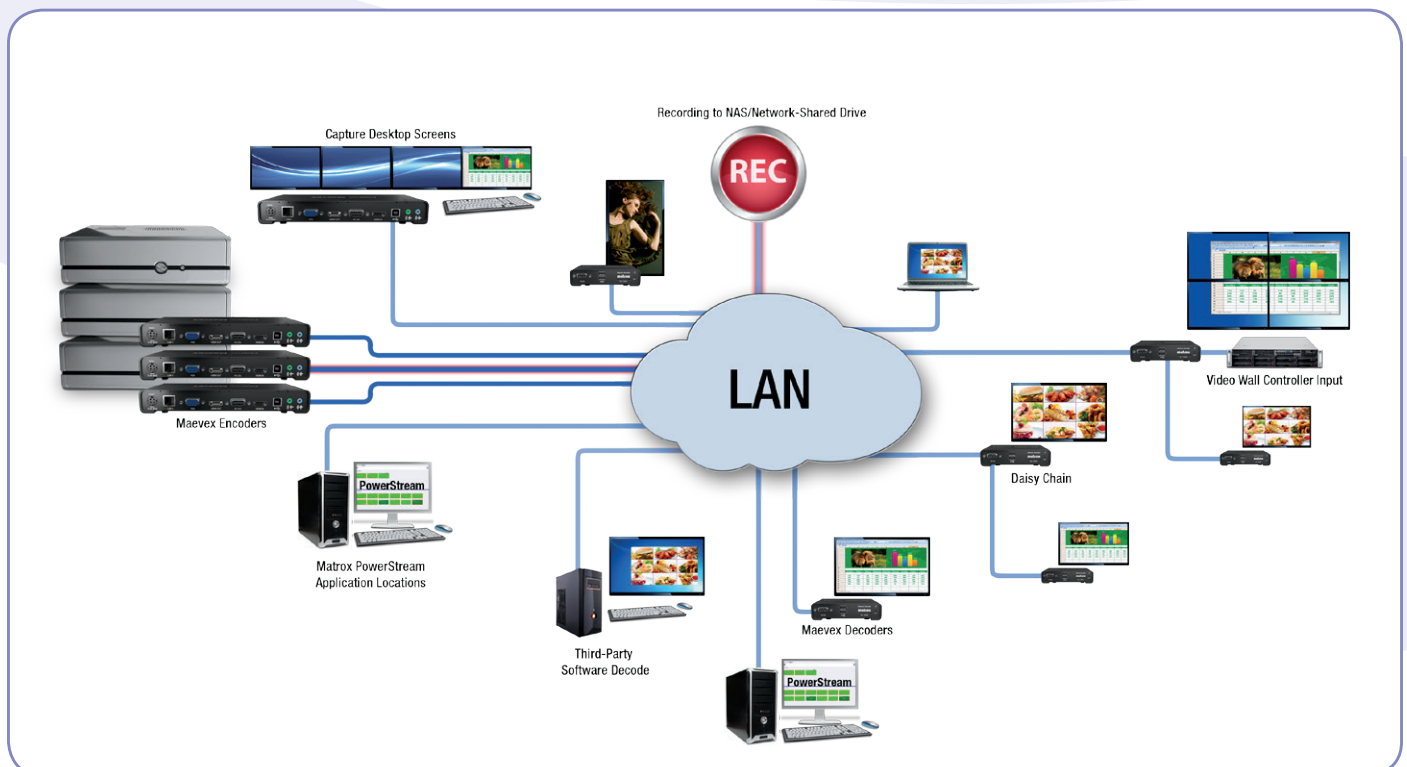 Recording to NAS/Network-Shared Drive
Capture Desktop Screens
REC
LAN
Video Wall Controller Input
Maevex Encoders
Daisy Chain
PowerStream
Matrox PowerStream
Application Locations
Maevex Decoders
Third-Party
Software Decode
PowerStream